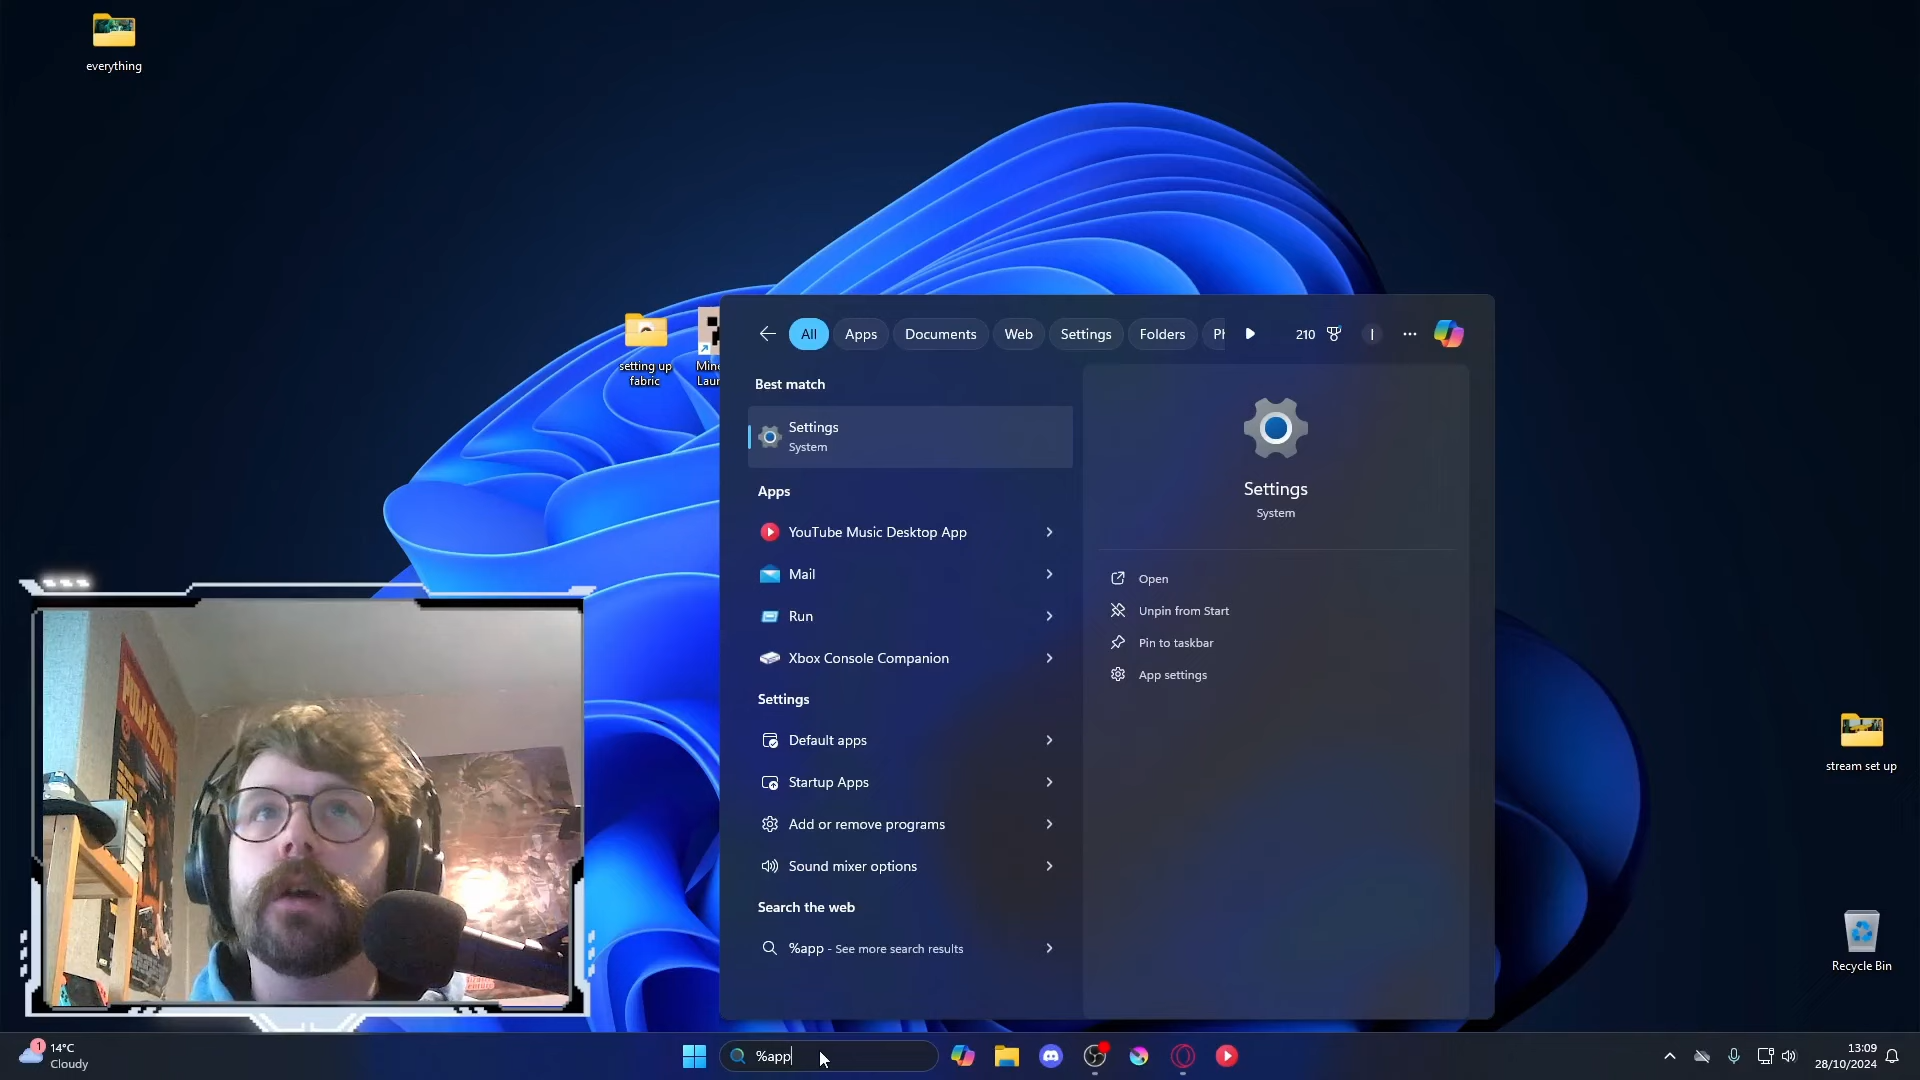 everything
setting up
fabric
All
Apps
Documents
Web
Settings
Folders
210
I
Best match
Settings
System
Apps
YouTube Music Desktop App
Mail
Run
Xbox Console Companion
Settings
Default apps
Startup Apps
Add or remove programs
Sound mixer options
Search the web
%app - See more search results
Settings
System
Open
Unpin from Start
Pin to taskbar
App settings
PULP FICTION
stream set up
Recycle Bin
1
14°C
Cloudy
%app
13:09
28/10/2024